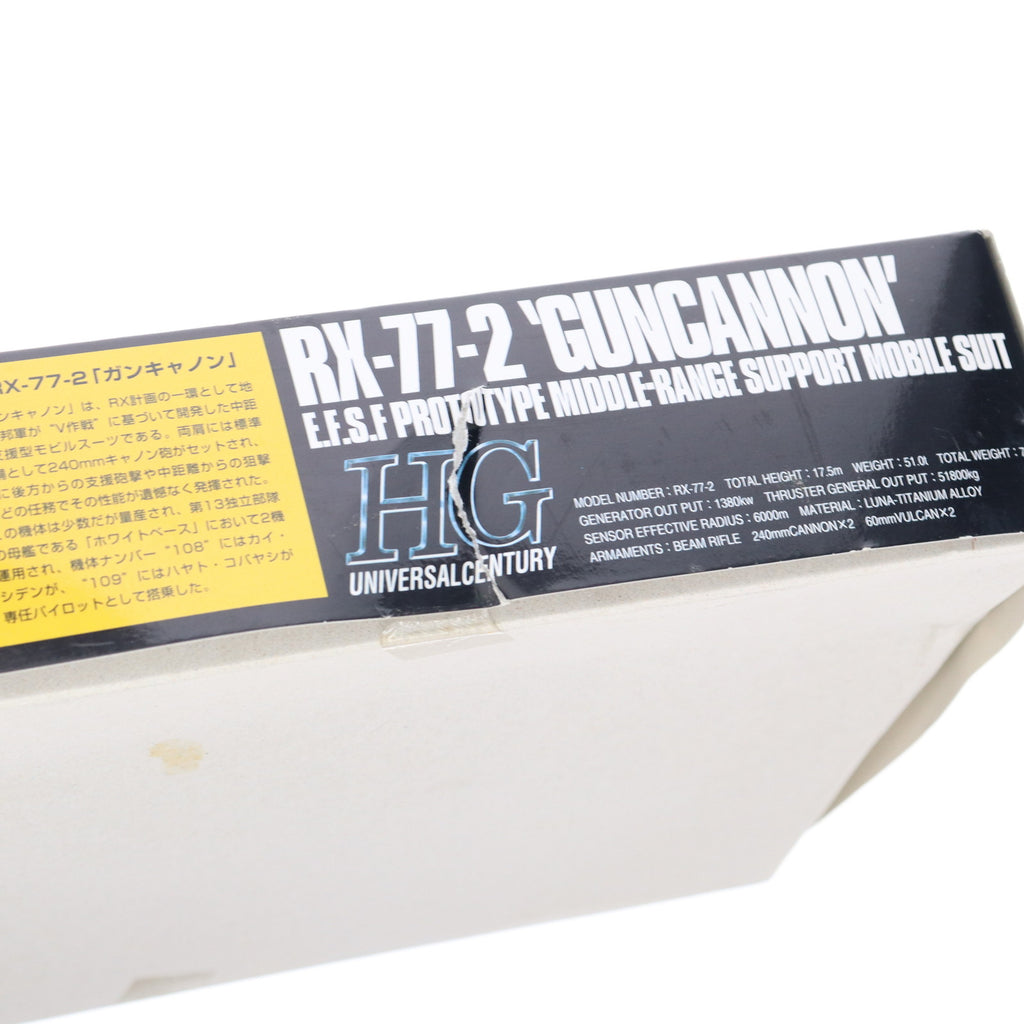 RX-77-2「ガンキャノン」
ンキャノン」は、RX計画の一環として地
邦軍が "V作戦" に基づいて開発した中距
支援型モビルスーツである。両肩には標準
として240mmキャノン砲がセットされ、
に後方からの支援砲撃や中距離からの狙撃
どの任務でその性能が遺憾なく発揮された。
の機体は少数だが量産され、第13独立部隊
の母艦である「ホワイトベース」において2機
運用され、機体ナンバー "108" にはカイ・
シデンが、"109" にはハヤト・コバヤシが
専任パイロットとして搭乗した。
RX-77-2 'GUNCANNON'
E.F.S.F PROTOTYPE MIDDLE-RANGE SUPPORT MOBILE SUIT
HG
UNIVERSALCENTURY
MODEL NUMBER : RX-77-2 TOTAL HEIGHT : 17.5m WEIGHT : 51.0t TOTAL WEIGHT : 7
GENERATOR OUT PUT : 1380kw THRUSTER GENERAL OUT PUT : 51800kg
SENSOR EFFECTIVE RADIUS : 6000m MATERIAL : LUNA-TITANIUM ALLOY
ARMAMENTS : BEAM RIFLE 240mmCANNON×2 60mmVULCAN×2